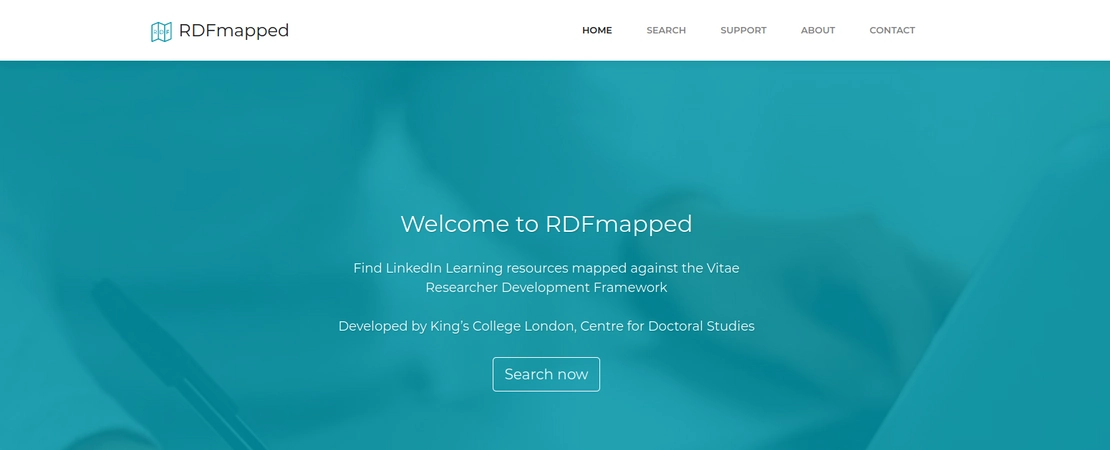 RDFmapped
HOME SEARCH SUPPORT ABOUT CONTACT
Welcome to RDFmapped
Find LinkedIn Learning resources mapped against the Vitae
Researcher Development Framework
Developed by King's College London, Centre for Doctoral Studies
Search now